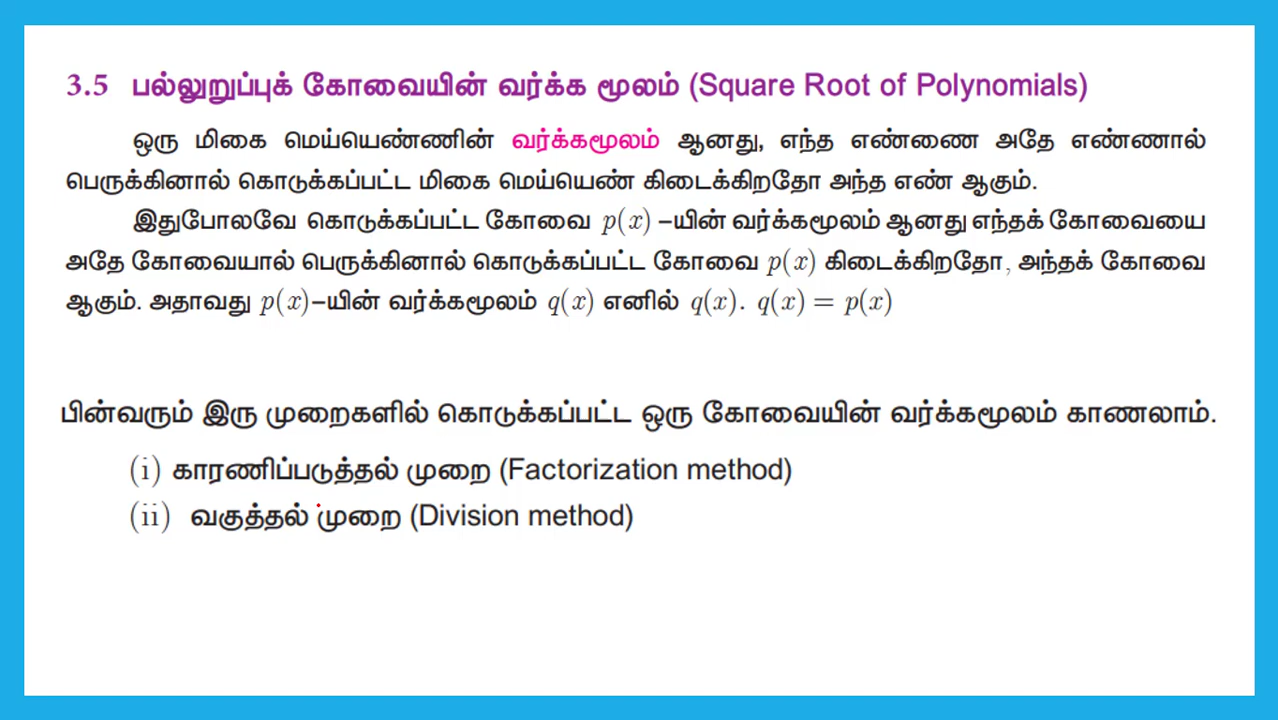 3.5 பல்லுறுப்புக் கோவையின் வர்க்க மூலம் (Square Root of Polynomials)
ஒரு மிகை மெய்யெண்ணின் வர்க்கமூலம் ஆனது, எந்த எண்ணை அதே எண்ணால்
பெருக்கினால் கொடுக்கப்பட்ட மிகை மெய்யெண் கிடைக்கிறதோ அந்த எண் ஆகும்.
இதுபோலவே கொடுக்கப்பட்ட கோவை p(x) –யின் வர்க்கமூலம் ஆனது எந்தக் கோவையை
அதே கோவையால் பெருக்கினால் கொடுக்கப்பட்ட கோவை p(x) கிடைக்கிறதோ, அந்தக் கோவை
ஆகும். அதாவது p(x)–யின் வர்க்கமூலம் q(x) எனில் q(x). q(x) = p(x)
பின்வரும் இரு முறைகளில் கொடுக்கப்பட்ட ஒரு கோவையின் வர்க்கமூலம் காணலாம்.
(i) காரணிப்படுத்தல் முறை (Factorization method)
(ii) வகுத்தல் முறை (Division method)